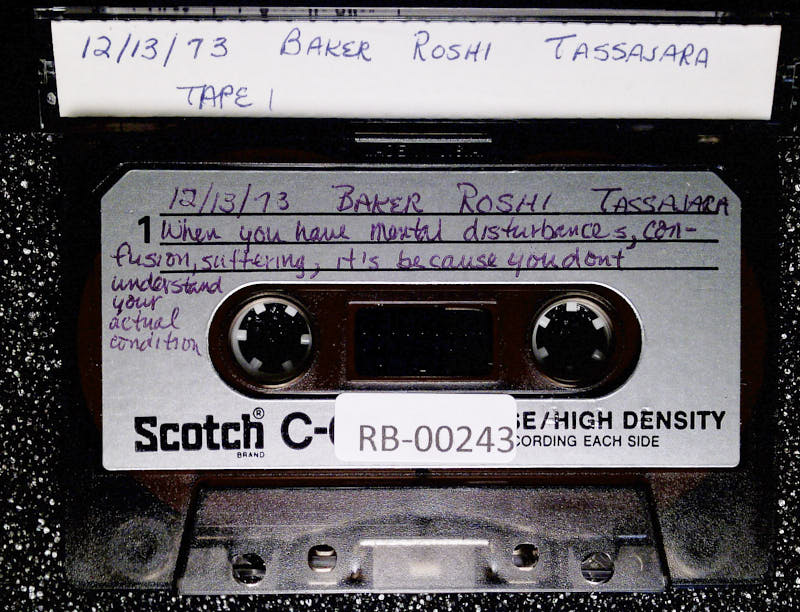 12/13/73 BAKER ROSHI TASSAJARA
TAPE 1
MADE IN U.S.A.
12/13/73 BAKER ROSHI TASSAJARA
1 When you have mental disturbances, con-
fusion, suffering, it's because you dont
understand
your
actual
condition
Scotch® C-
BRAND
SE/HIGH DENSITY
CORDING EACH SIDE
RB-00243